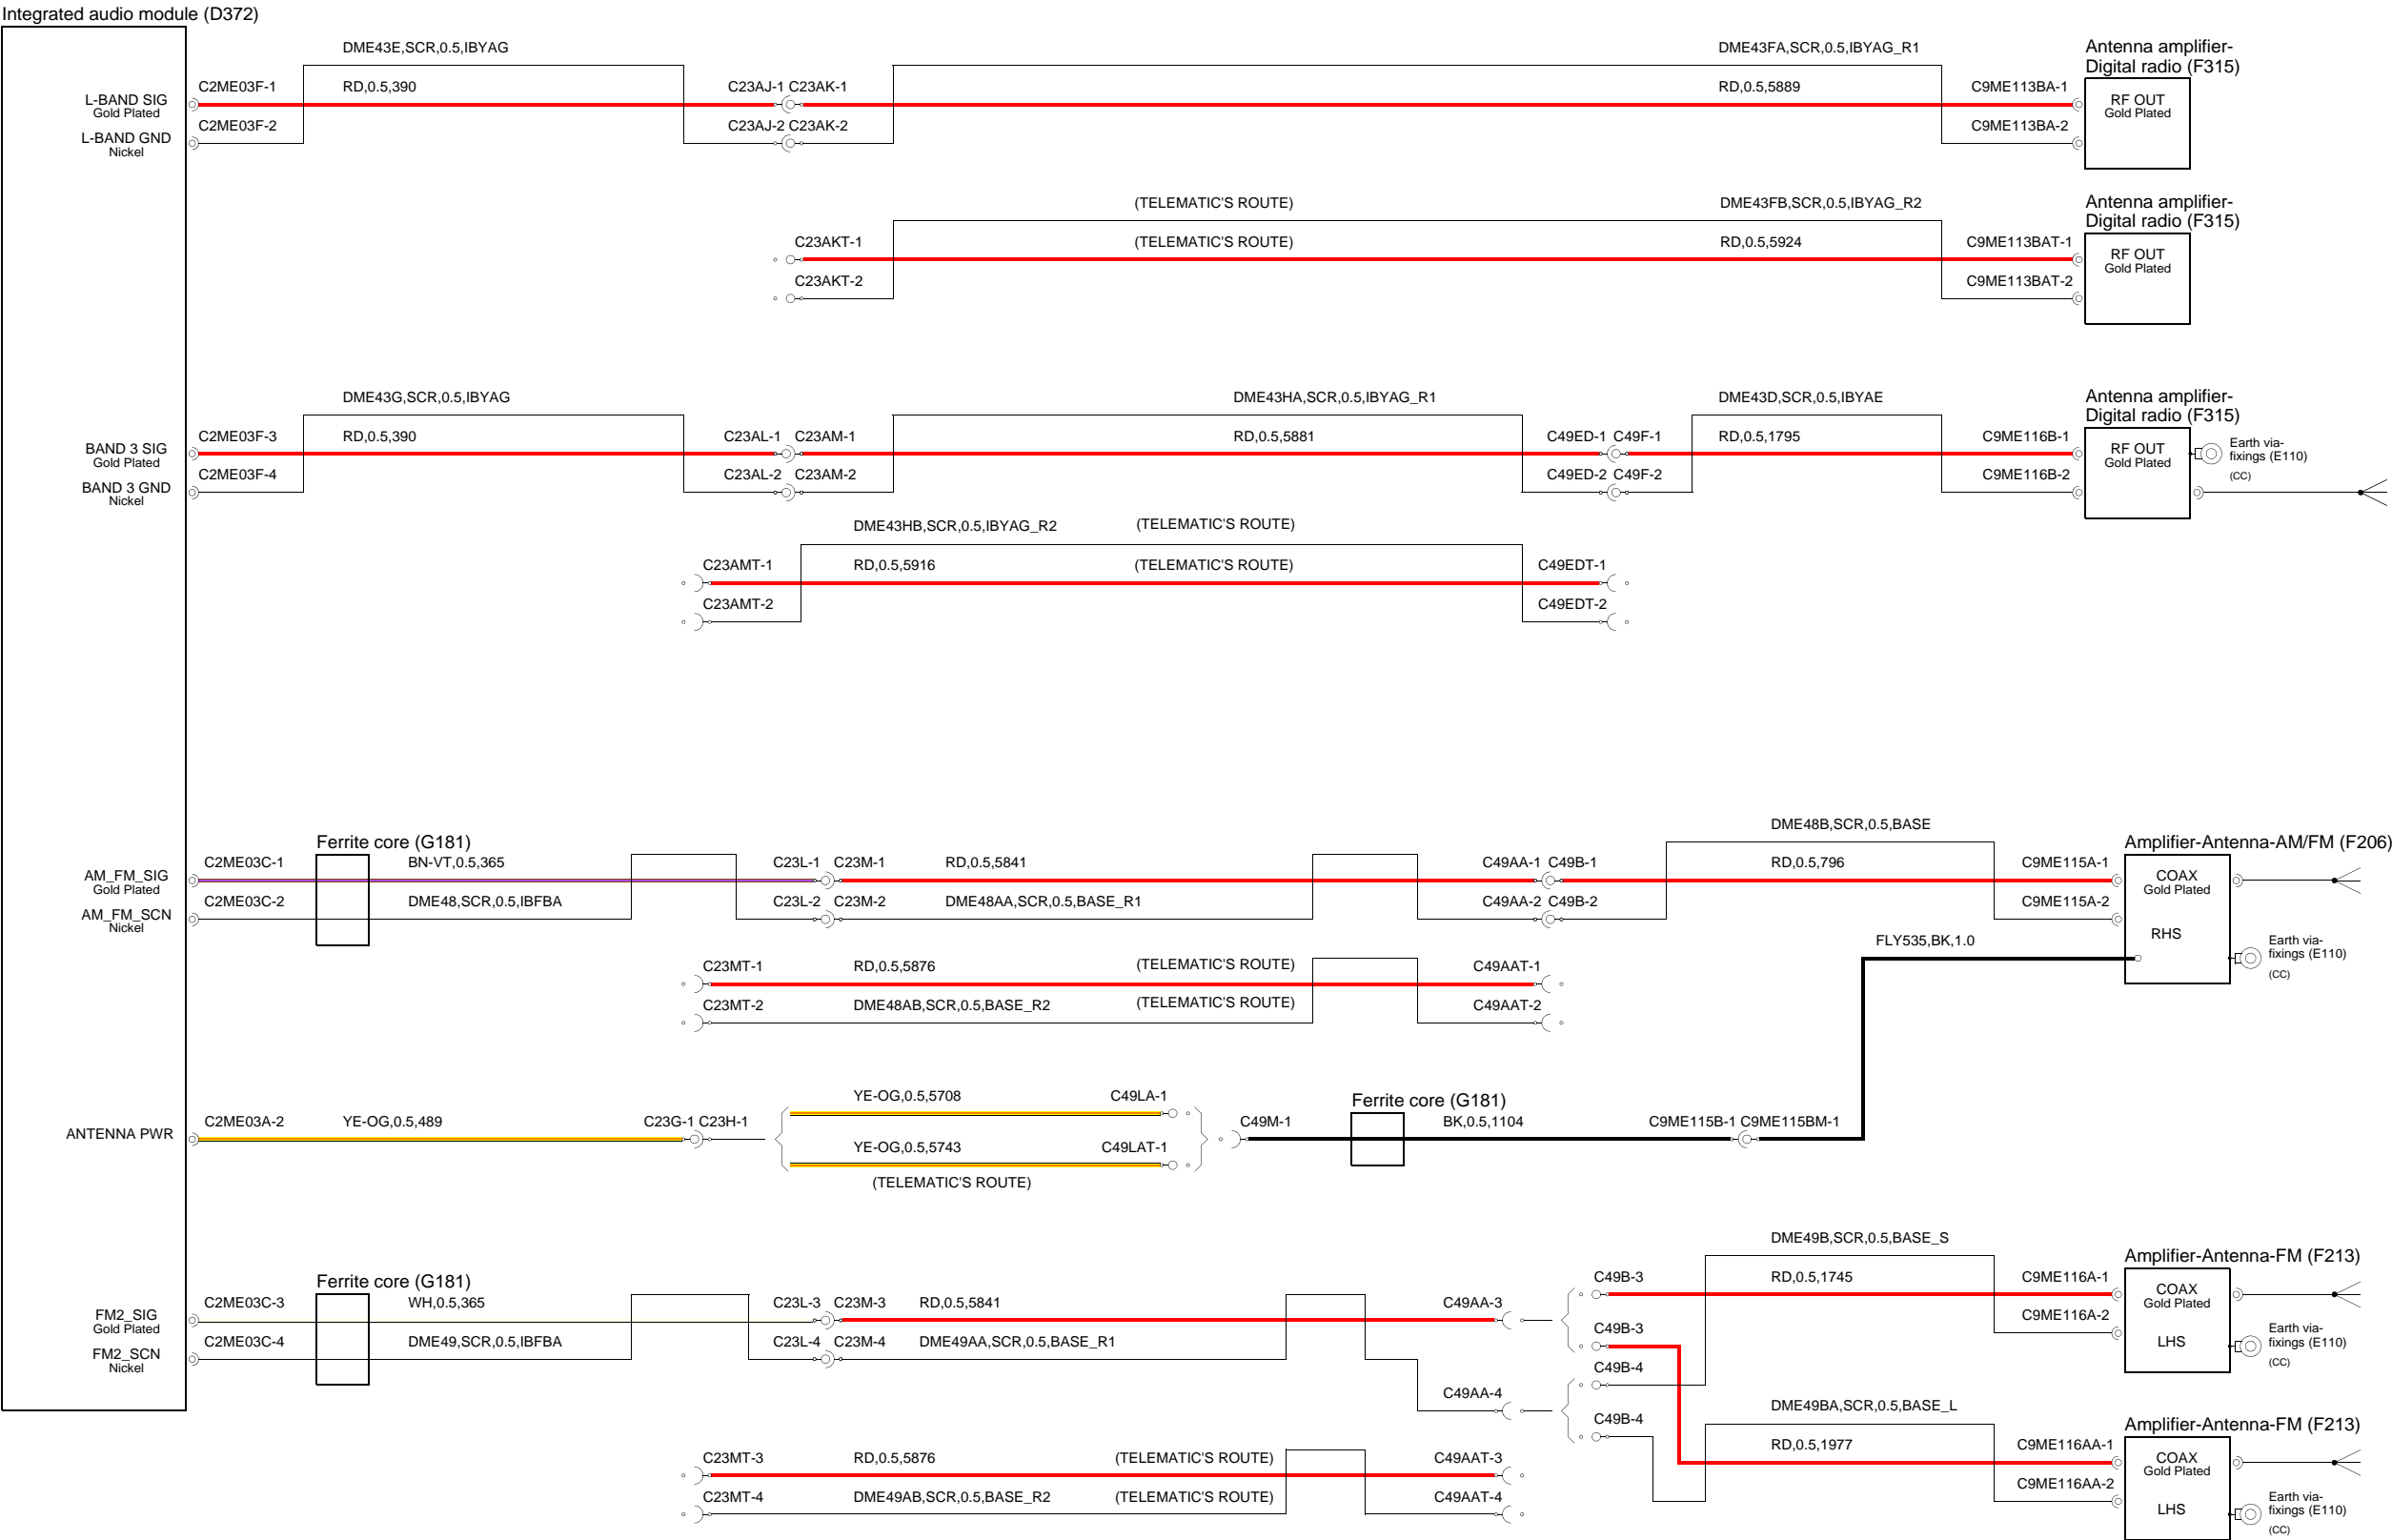 Integrated audio module (D372)
DME43E,SCR,0.5,IBYAG
DME43FA,SCR,0.5,IBYAG_R1
Antenna amplifier-
Digital radio (F315)
L-BAND SIG
Gold Plated
C2ME03F-1
RD,0.5,390
C23AJ-1 C23AK-1
RD,0.5,5889
C9ME113BA-1
RF OUT
Gold Plated
L-BAND GND
Nickel
C2ME03F-2
C23AJ-2 C23AK-2
C9ME113BA-2
(TELEMATIC'S ROUTE)
DME43FB,SCR,0.5,IBYAG_R2
Antenna amplifier-
Digital radio (F315)
C23AKT-1
(TELEMATIC'S ROUTE)
RD,0.5,5924
C9ME113BAT-1
RF OUT
Gold Plated
C23AKT-2
C9ME113BAT-2
DME43G,SCR,0.5,IBYAG
DME43HA,SCR,0.5,IBYAG_R1
DME43D,SCR,0.5,IBYAE
Antenna amplifier-
Digital radio (F315)
BAND 3 SIG
Gold Plated
C2ME03F-3
RD,0.5,390
C23AL-1 C23AM-1
RD,0.5,5881
C49ED-1 C49F-1
RD,0.5,1795
C9ME116B-1
RF OUT
Gold Plated
Earth via-
fixings (E110)
(CC)
BAND 3 GND
Nickel
C2ME03F-4
C23AL-2 C23AM-2
C49ED-2 C49F-2
C9ME116B-2
DME43HB,SCR,0.5,IBYAG_R2
(TELEMATIC'S ROUTE)
C23AMT-1
RD,0.5,5916
(TELEMATIC'S ROUTE)
C49EDT-1
C23AMT-2
C49EDT-2
DME48B,SCR,0.5,BASE
Ferrite core (G181)
Amplifier-Antenna-AM/FM (F206)
AM_FM_SIG
Gold Plated
C2ME03C-1
BN-VT,0.5,365
C23L-1 C23M-1
RD,0.5,5841
C49AA-1 C49B-1
RD,0.5,796
C9ME115A-1
COAX
Gold Plated
AM_FM_SCN
Nickel
C2ME03C-2
DME48,SCR,0.5,IBFBA
C23L-2 C23M-2
DME48AA,SCR,0.5,BASE_R1
C49AA-2 C49B-2
C9ME115A-2
RHS
FLY535,BK,1.0
Earth via-
fixings (E110)
(CC)
C23MT-1
RD,0.5,5876
(TELEMATIC'S ROUTE)
C49AAT-1
C23MT-2
DME48AB,SCR,0.5,BASE_R2
(TELEMATIC'S ROUTE)
C49AAT-2
YE-OG,0.5,5708
C49LA-1
Ferrite core (G181)
ANTENNA PWR
C2ME03A-2
YE-OG,0.5,489
C23G-1 C23H-1
C49M-1
BK,0.5,1104
C9ME115B-1 C9ME115BM-1
YE-OG,0.5,5743
C49LAT-1
(TELEMATIC'S ROUTE)
DME49B,SCR,0.5,BASE_S
Amplifier-Antenna-FM (F213)
Ferrite core (G181)
C49B-3
RD,0.5,1745
C9ME116A-1
COAX
Gold Plated
FM2_SIG
Gold Plated
C2ME03C-3
WH,0.5,365
C23L-3 C23M-3
RD,0.5,5841
C49AA-3
C9ME116A-2
C49B-3
LHS
Earth via-
fixings (E110)
(CC)
FM2_SCN
Nickel
C2ME03C-4
DME49,SCR,0.5,IBFBA
C23L-4 C23M-4
DME49AA,SCR,0.5,BASE_R1
C49B-4
C49AA-4
DME49BA,SCR,0.5,BASE_L
C49B-4
Amplifier-Antenna-FM (F213)
RD,0.5,1977
C9ME116AA-1
COAX
Gold Plated
C23MT-3
RD,0.5,5876
(TELEMATIC'S ROUTE)
C49AAT-3
C9ME116AA-2
C23MT-4
DME49AB,SCR,0.5,BASE_R2
(TELEMATIC'S ROUTE)
C49AAT-4
LHS
Earth via-
fixings (E110)
(CC)